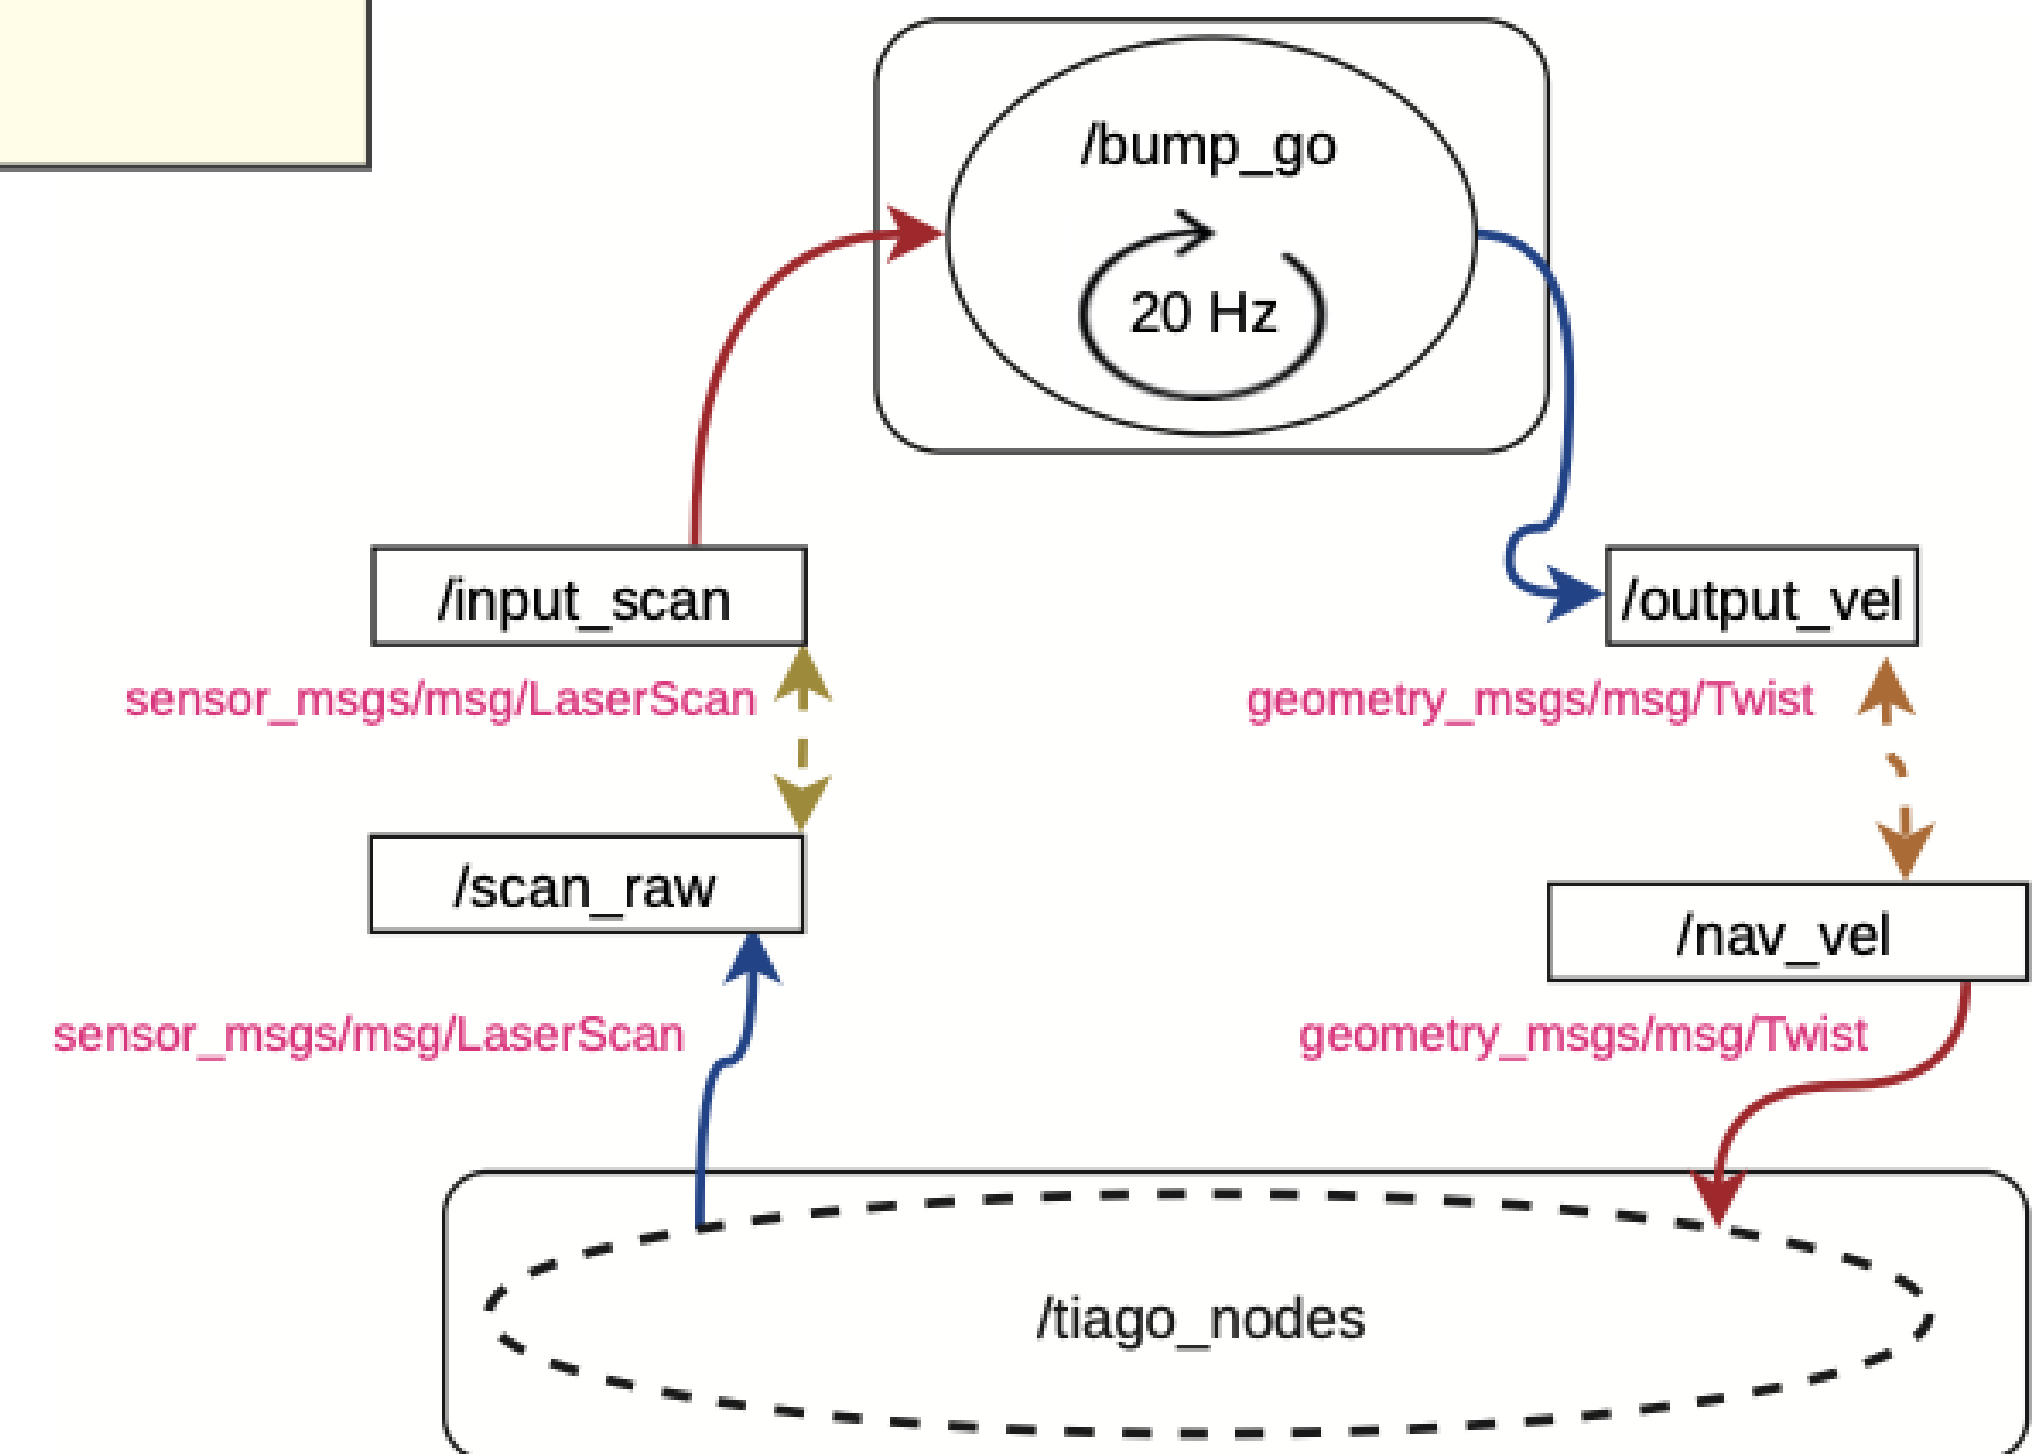 /bump_go
20 Hz
/input_scan
/output_vel
sensor_msgs/msg/LaserScan
geometry_msgs/msg/Twist
/scan_raw
/nav_vel
sensor_msgs/msg/LaserScan
geometry_msgs/msg/Twist
/tiago_nodes